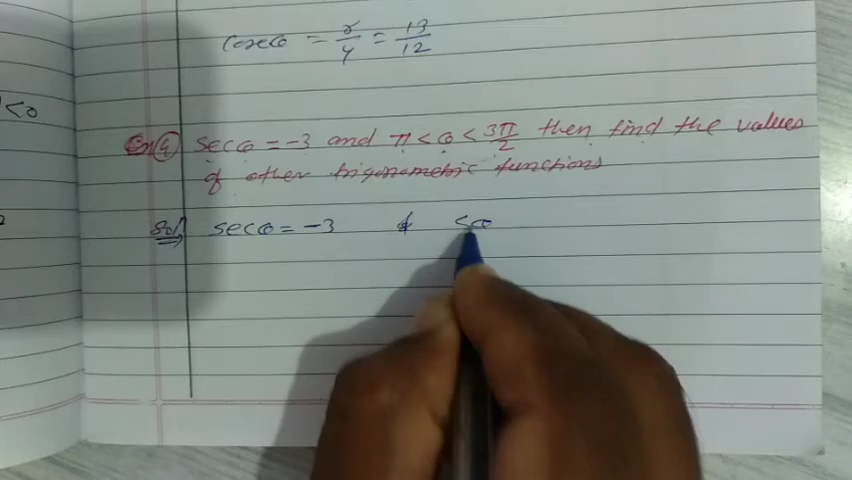 cosecθ = r/y = 13/12
<0
Ex ④ secθ = -3 and π < θ < 3π/2 then find the values
of other trigonometric functions
Sol secθ = -3 & <θ